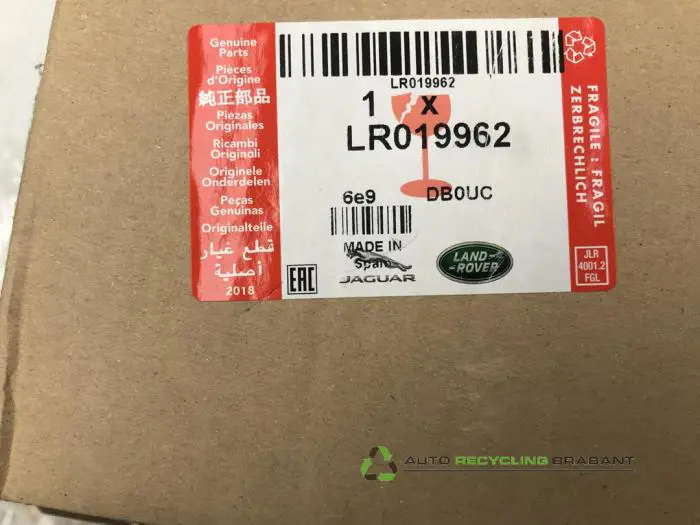 Genuine
Parts
Pièces
d'Origine
純正部品
Piezas
Originales
Ricambi
Originali
Originele
Onderdelen
Peças
Genuinas
Originalteile
قطع غيار
أصلية
2018
LR019962
1 X
LR019962
6e9 DB0UC
MADE IN
Spain
EAC
JAGUAR
LAND-
-ROVER
FRAGILE : FRAGIL
ZERBRECHLICH
JLR
4001.2
FGL
AUTO RECYCLING BRABANT